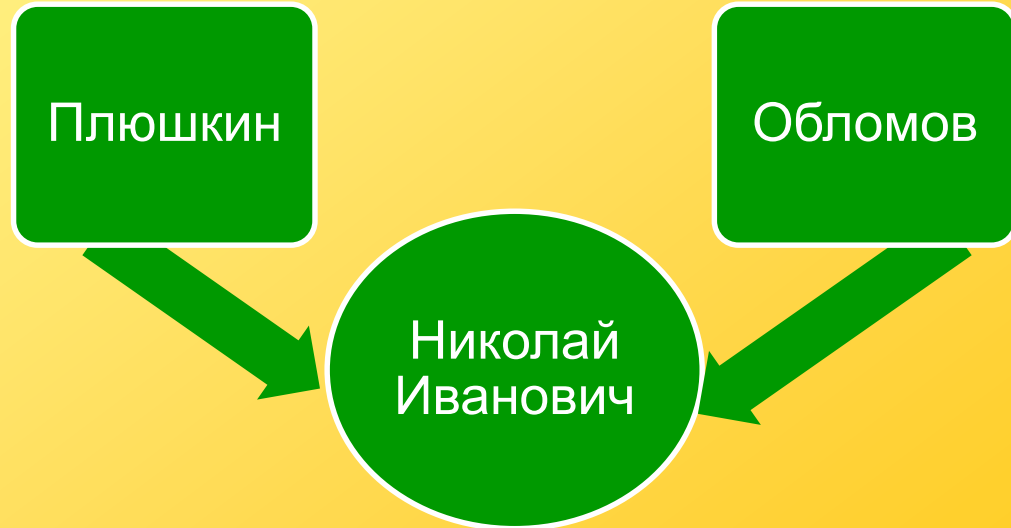 Плюшкин
Обломов
Николай
Иванович